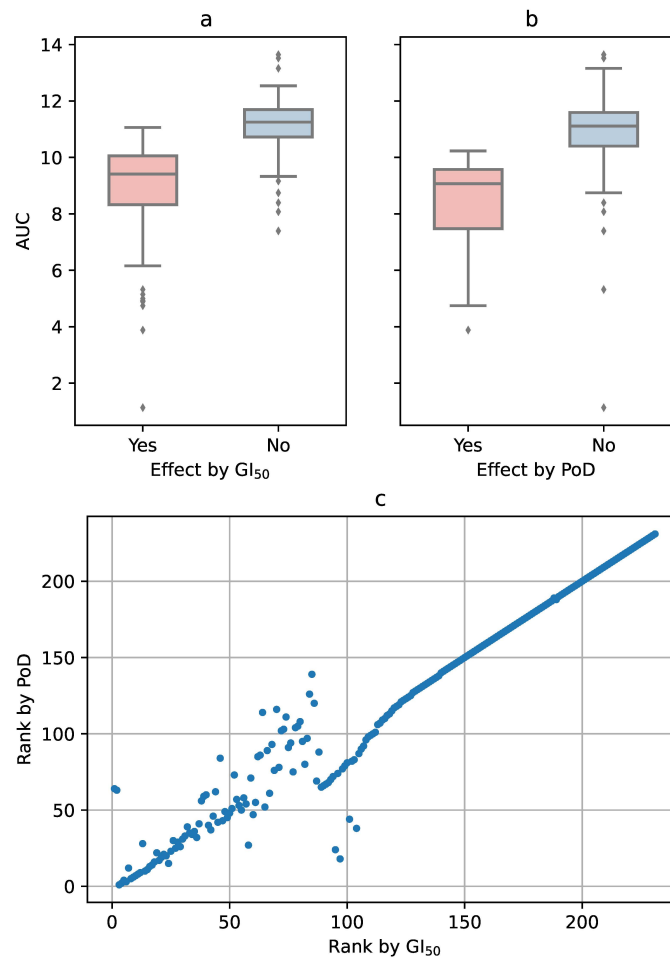 a
b
14
12
10
8
6
4
2
AUC
Yes
No
Yes
No
Effect by GI₅₀
Effect by PoD
c
200
150
100
50
0
Rank by PoD
0
50
100
150
200
Rank by GI₅₀